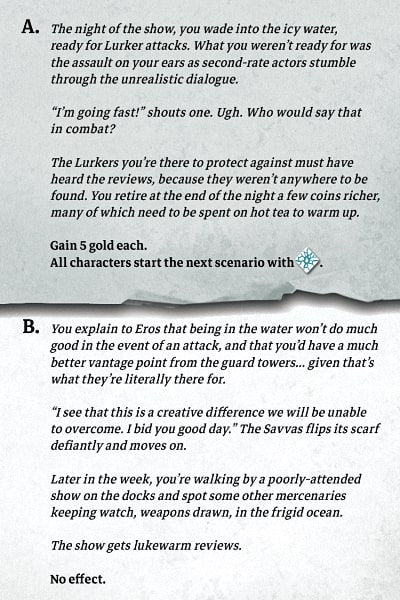 A. The night of the show, you wade into the icy water,
ready for Lurker attacks. What you weren't ready for was
the assault on your ears as second-rate actors stumble
through the unrealistic dialogue.
“I'm going fast!” shouts one. Ugh. Who would say that
in combat?
The Lurkers you're there to protect against must have
heard the reviews, because they weren't anywhere to be
found. You retire at the end of the night a few coins richer,
many of which need to be spent on hot tea to warm up.
Gain 5 gold each.
All characters start the next scenario with .
B. You explain to Eros that being in the water won't do much
good in the event of an attack, and that you'd have a much
better vantage point from the guard towers... given that's
what they're literally there for.
“I see that this is a creative difference we will be unable
to overcome. I bid you good day.” The Savvas flips its scarf
defiantly and moves on.
Later in the week, you're walking by a poorly-attended
show on the docks and spot some other mercenaries
keeping watch, weapons drawn, in the frigid ocean.
The show gets lukewarm reviews.
No effect.